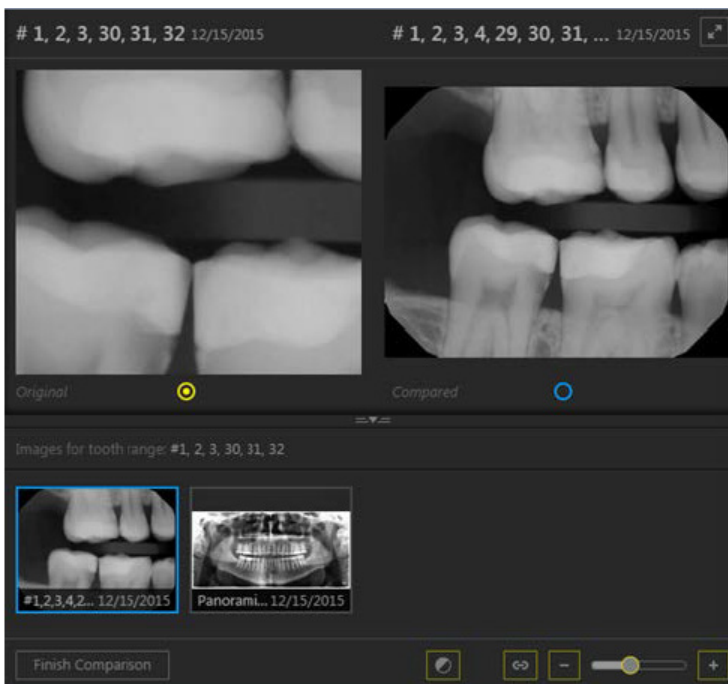 # 1, 2, 3, 30, 31, 32 12/15/2015
# 1, 2, 3, 4, 29, 30, 31, ... 12/15/2015
Original
Compared
Images for tooth range: #1, 2, 3, 30, 31, 32
#1,2,3,4,2... 12/15/2015
Panorami... 12/15/2015
Finish Comparison